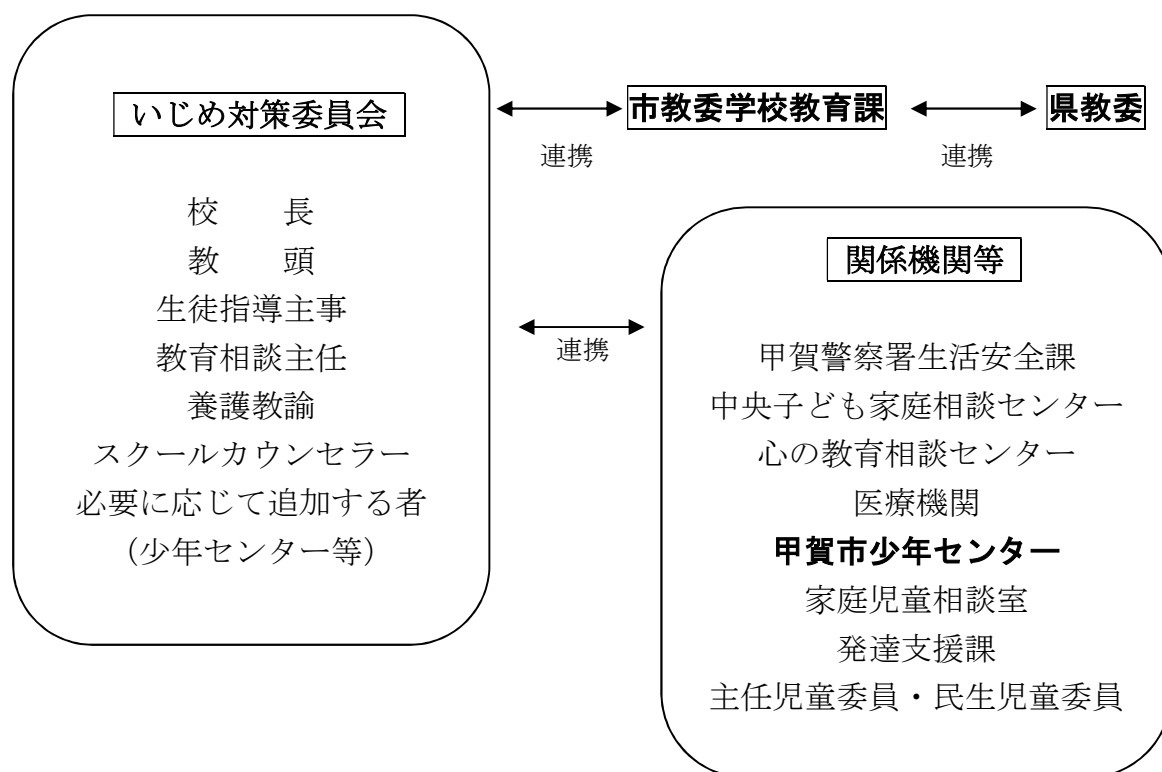 いじめ対策委員会
校　　長
教　　頭
生徒指導主事
教育相談主任
養護教諭
スクールカウンセラー
必要に応じて追加する者
（少年センター等）
連携
市教委学校教育課
連携
県教委
連携
関係機関等
甲賀警察署生活安全課
中央子ども家庭相談センター
心の教育相談センター
医療機関
甲賀市少年センター
家庭児童相談室
発達支援課
主任児童委員・民生児童委員